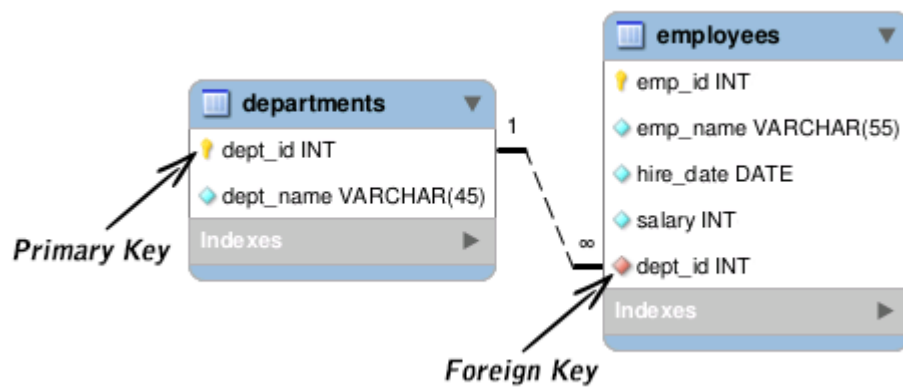 departments
dept_id INT
dept_name VARCHAR(45)
Indexes
Primary Key
1
∞
employees
emp_id INT
emp_name VARCHAR(55)
hire_date DATE
salary INT
dept_id INT
Indexes
Foreign Key